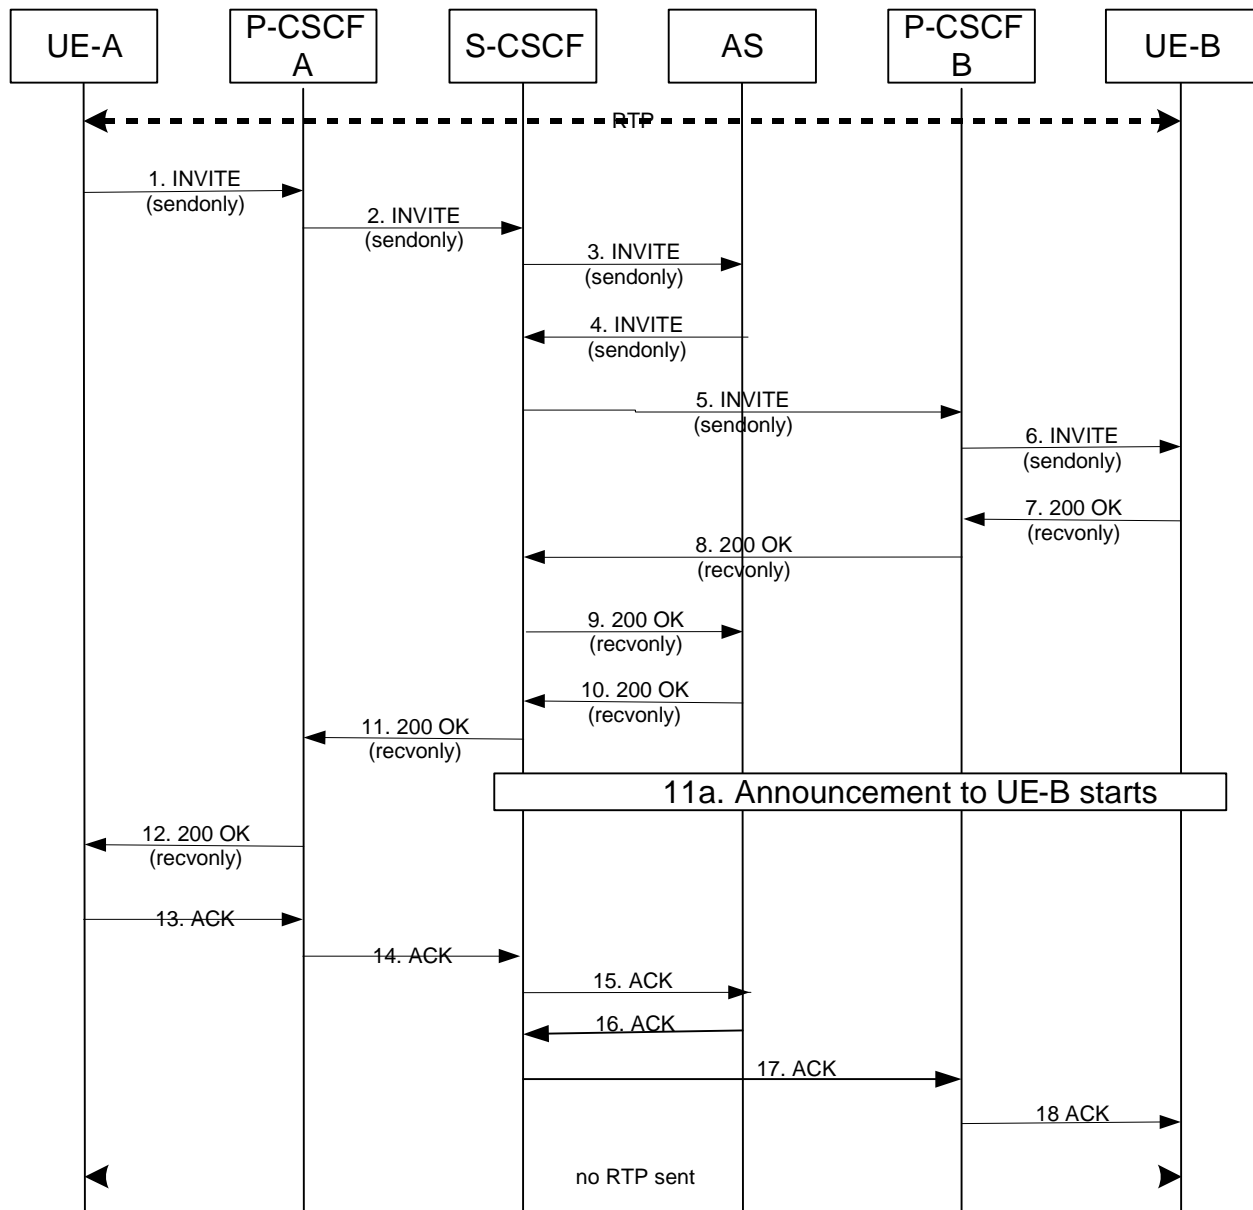 UE-A
P-CSCF
A
S-CSCF
AS
P-CSCF
B
UE-B
RTP
1. INVITE
(sendonly)
2. INVITE
(sendonly)
3. INVITE
(sendonly)
4. INVITE
(sendonly)
5. INVITE
(sendonly)
6. INVITE
(sendonly)
7. 200 OK
(recvonly)
8. 200 OK
(recvonly)
9. 200 OK
(recvonly)
10. 200 OK
(recvonly)
11. 200 OK
(recvonly)
11a. Announcement to UE-B starts
12. 200 OK
(recvonly)
13. ACK
14. ACK
15. ACK
16. ACK
17. ACK
18 ACK
no RTP sent